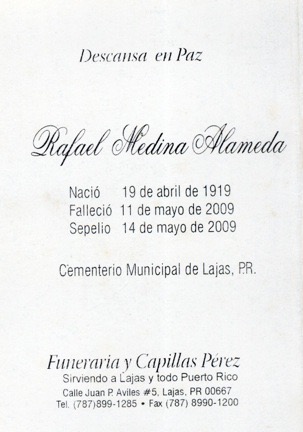 Descansa en Paz
Rafael Medina Alameda
Nació 19 de abril de 1919
Falleció 11 de mayo de 2009
Sepelio 14 de mayo de 2009
Cementerio Municipal de Lajas, P.R.
Funeraria y Capillas Pérez
Sirviendo a Lajas y todo Puerto Rico
Calle Juan P. Aviles #5, Lajas, PR 00667
Tel. (787)899-1285 • Fax (787) 8990-1200